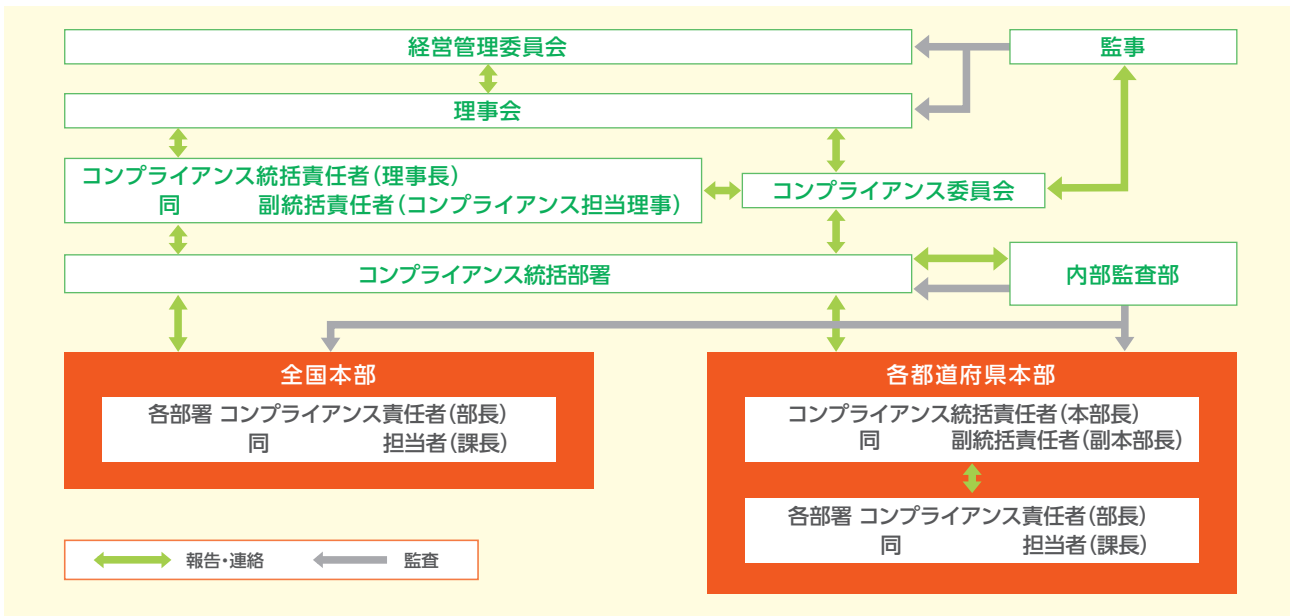 経営管理委員会
監事
理事会
コンプライアンス統括責任者(理事長)
同 副統括責任者(コンプライアンス担当理事)
コンプライアンス委員会
コンプライアンス統括部署
内部監査部
全国本部
各部署 コンプライアンス責任者(部長)
同 担当者(課長)
各都道府県本部
コンプライアンス統括責任者(本部長)
同 副統括責任者(副本部長)
各部署 コンプライアンス責任者(部長)
同 担当者(課長)
報告・連絡
監査